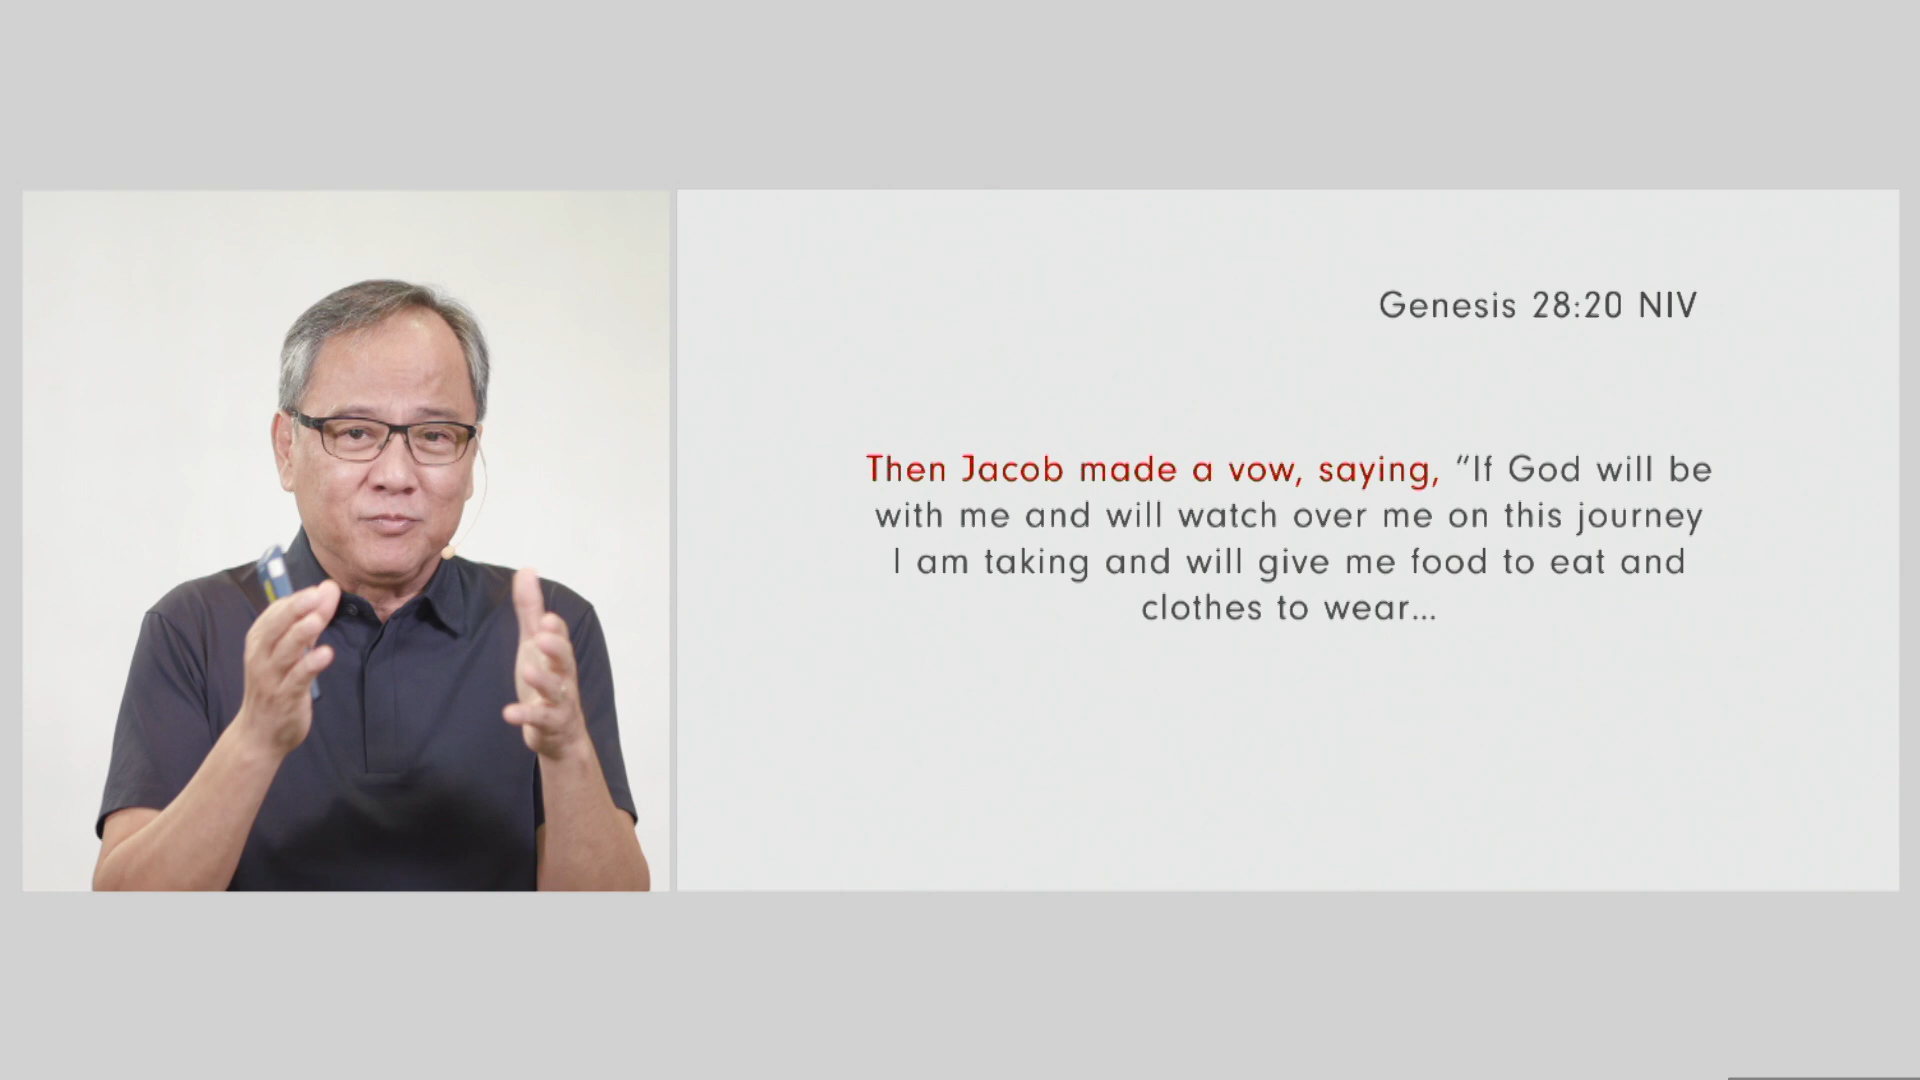 Genesis 28:20 NIV
Then Jacob made a vow, saying, “If God will be
with me and will watch over me on this journey
I am taking and will give me food to eat and
clothes to wear...